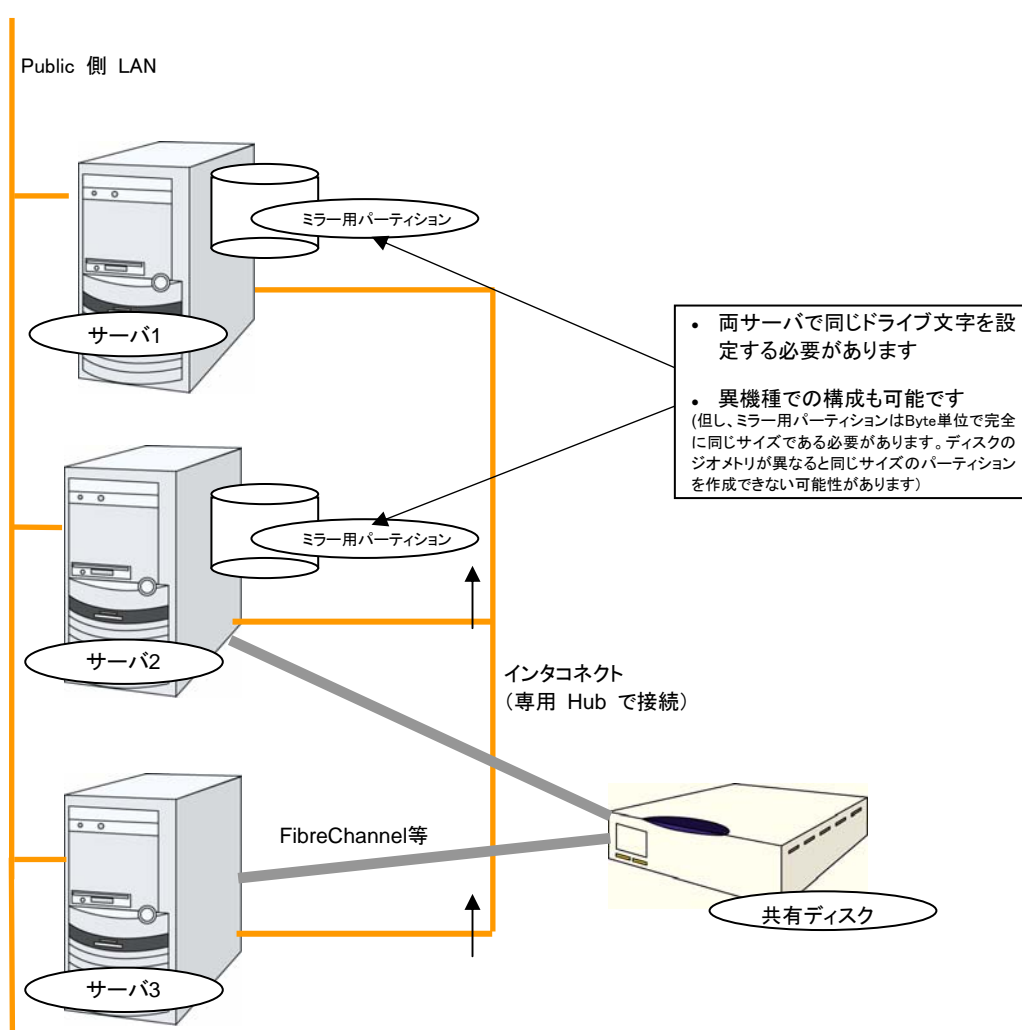 Public 側 LAN
ミラー用パーティション
サーバ1
• 両サーバで同じドライブ文字を設
定する必要があります
• 異機種での構成も可能です
(但し、ミラー用パーティションはByte単位で完全
に同じサイズである必要があります。ディスクの
ジオメトリが異なると同じサイズのパーティション
を作成できない可能性があります)
ミラー用パーティション
サーバ2
インタコネクト
(専用 Hub で接続)
FibreChannel等
共有ディスク
サーバ3